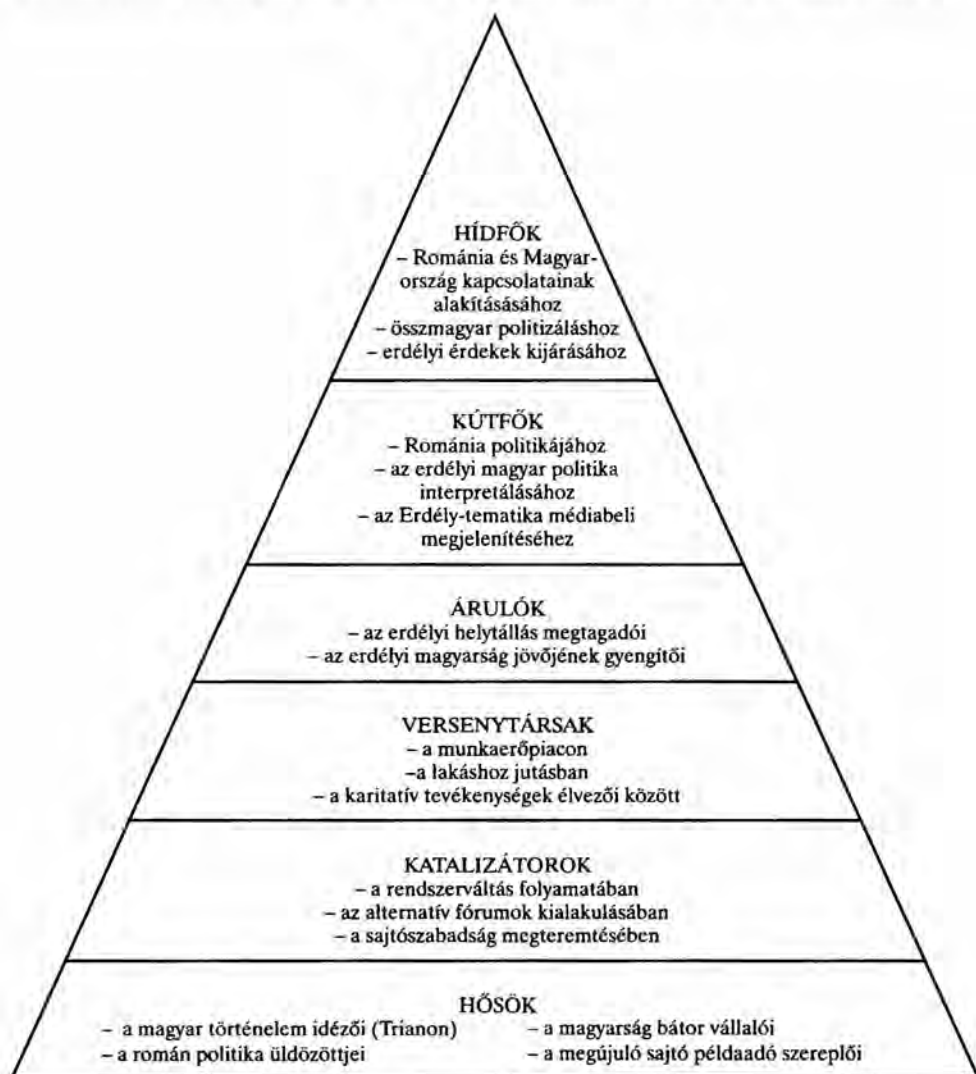 HÍDFŐK
– Románia és Magyar-
ország kapcsolatainak
alakításásához
– összmagyar politizáláshoz
– erdélyi érdekek kijárásához
KÚTFŐK
– Románia politikájához
– az erdélyi magyar politika
interpretálásához
– az Erdély-tematika médiabeli
megjelenítéséhez
ÁRULÓK
– az erdélyi helytállás megtagadói
– az erdélyi magyarság jövőjének gyengítői
VERSENYTÁRSAK
– a munkaerőpiacon
–a lakáshoz jutásban
– a karitatív tevékenységek élvezői között
KATALIZÁTOROK
– a rendszerváltás folyamatában
– az alternatív fórumok kialakulásában
– a sajtószabadság megteremtésében
HŐSÖK
– a magyar történelem idézői (Trianon)
– a román politika üldözöttjei
– a magyarság bátor vállalói
– a megújuló sajtó példaadó szereplői